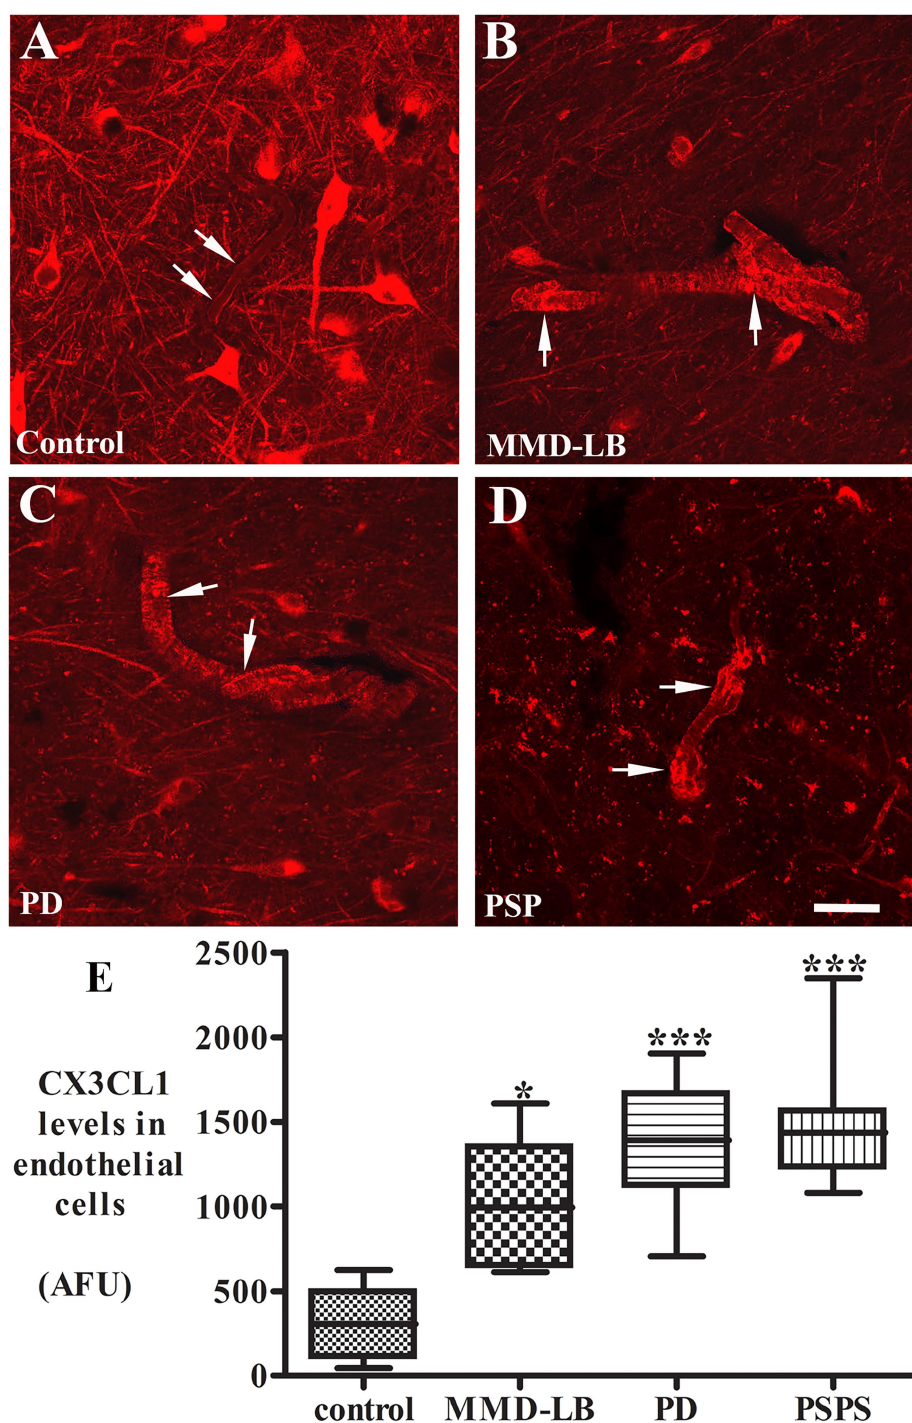 A
Control
B
MMD-LB
C
PD
D
PSP
E
CX3CL1
levels in
endothelial
cells
(AFU)
2500
2000
1500
1000
500
0
*
***
***
control
MMD-LB
PD
PSPS